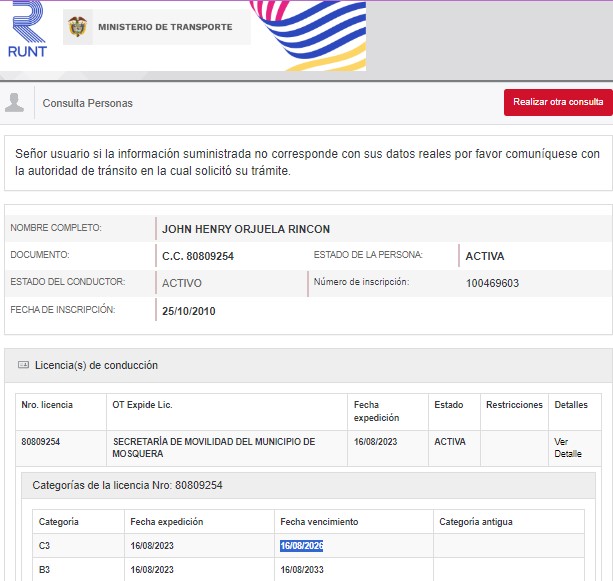 RUNT
MINISTERIO DE TRANSPORTE
Consulta Personas
Realizar otra consulta
Señor usuario si la información suministrada no corresponde con sus datos reales por favor comuníquese con
la autoridad de tránsito en la cual solicitó su trámite.
NOMBRE COMPLETO: JOHN HENRY ORJUELA RINCON
DOCUMENTO: C.C. 80809254 ESTADO DE LA PERSONA: ACTIVA
ESTADO DEL CONDUCTOR: ACTIVO Número de inscripción: 100469603
FECHA DE INSCRIPCIÓN: 25/10/2010
Licencia(s) de conducción
Nro. licencia OT Expide Lic. Fecha expedición Estado Restricciones Detalles
80809254 SECRETARÍA DE MOVILIDAD DEL MUNICIPIO DE MOSQUERA 16/08/2023 ACTIVA Ver Detalle
Categorías de la licencia Nro: 80809254
Categoría Fecha expedición Fecha vencimiento Categoría antigua
C3 16/08/2023 16/08/2026
B3 16/08/2023 16/08/2033